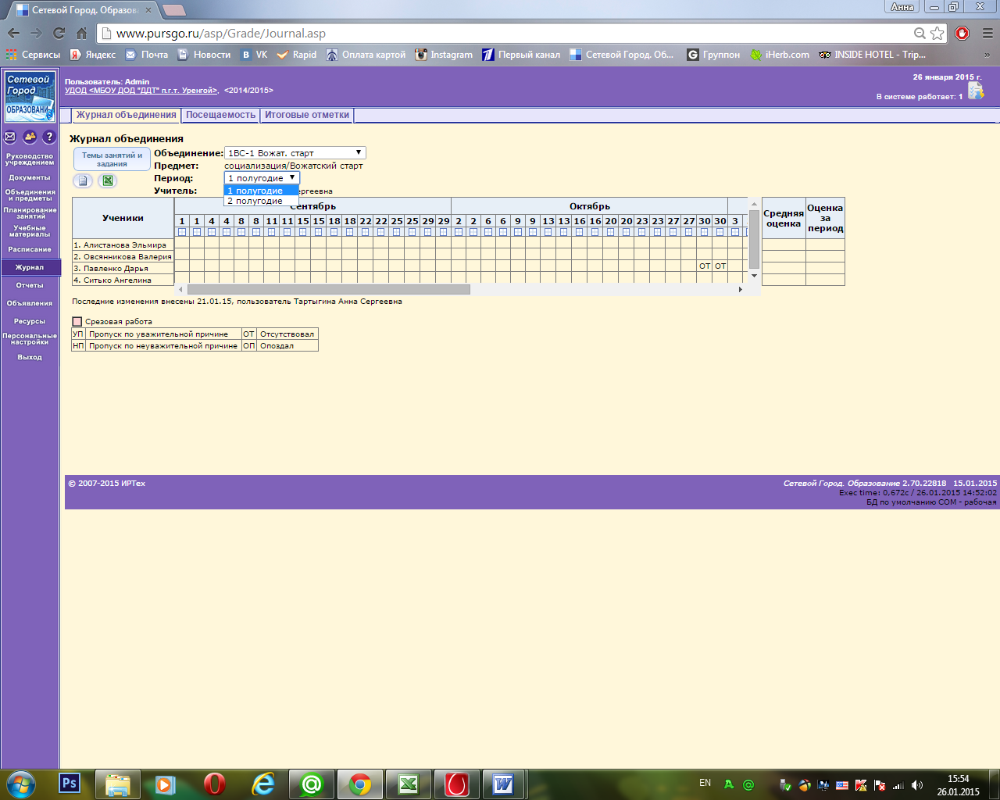 Сетевой Город. Образова
Анна
www.pursgo.ru/asp/Grade/Journal.asp
Сервисы Яндекс Почта Новости VK Rapid Оплата картой Instagram Первый канал Сетевой Город. Об... Группон iHerb.com INSIDE HOTEL - Trip... »
Сетевой Город ОБРАЗОВАНИ
Пользователь: Admin
УДОД <МБОУ ДОД "ДДТ" п.г.т. Уренгой>, <2014/2015>
26 января 2015 г.
В системе работает: 1
Журнал объединения Посещаемость Итоговые отметки
Руководство учреждением
Документы
Объединения и предметы
Планирование занятий
Учебные материалы
Расписание
Журнал
Отчеты
Объявления
Ресурсы
Персональные настройки
Выход
Журнал объединения
Темы занятий и задания
Объединение: 1ВС-1 Вожат. старт
Предмет: социализация/Вожатский старт
Период: 1 полугодие
1 полугодие
2 полугодие
Учитель: ергеевна
Ученики Сентябрь Октябрь Средняя оценка Оценка за период
1 1 4 4 8 8 11 11 15 15 18 18 22 22 25 25 29 29 2 2 6 6 9 9 13 13 16 16 20 20 23 23 27 27 30 30 3
1. Алистанова Эльмира
2. Овсянникова Валерия
3. Павленко Дарья ОТ ОТ
4. Ситько Ангелина
Последние изменения внесены 21.01.15, пользователь Тартыгина Анна Сергеевна
Срезовая работа
УП Пропуск по уважительной причине ОТ Отсутствовал
НП Пропуск по неуважительной причине ОП Опоздал
© 2007-2015 ИРТех
Сетевой Город. Образование 2.70.22818 15.01.2015
Exec time: 0,672с / 26.01.2015 14:52:02
БД по умолчанию COM - рабочая
Ps
EN
15:54
26.01.2015